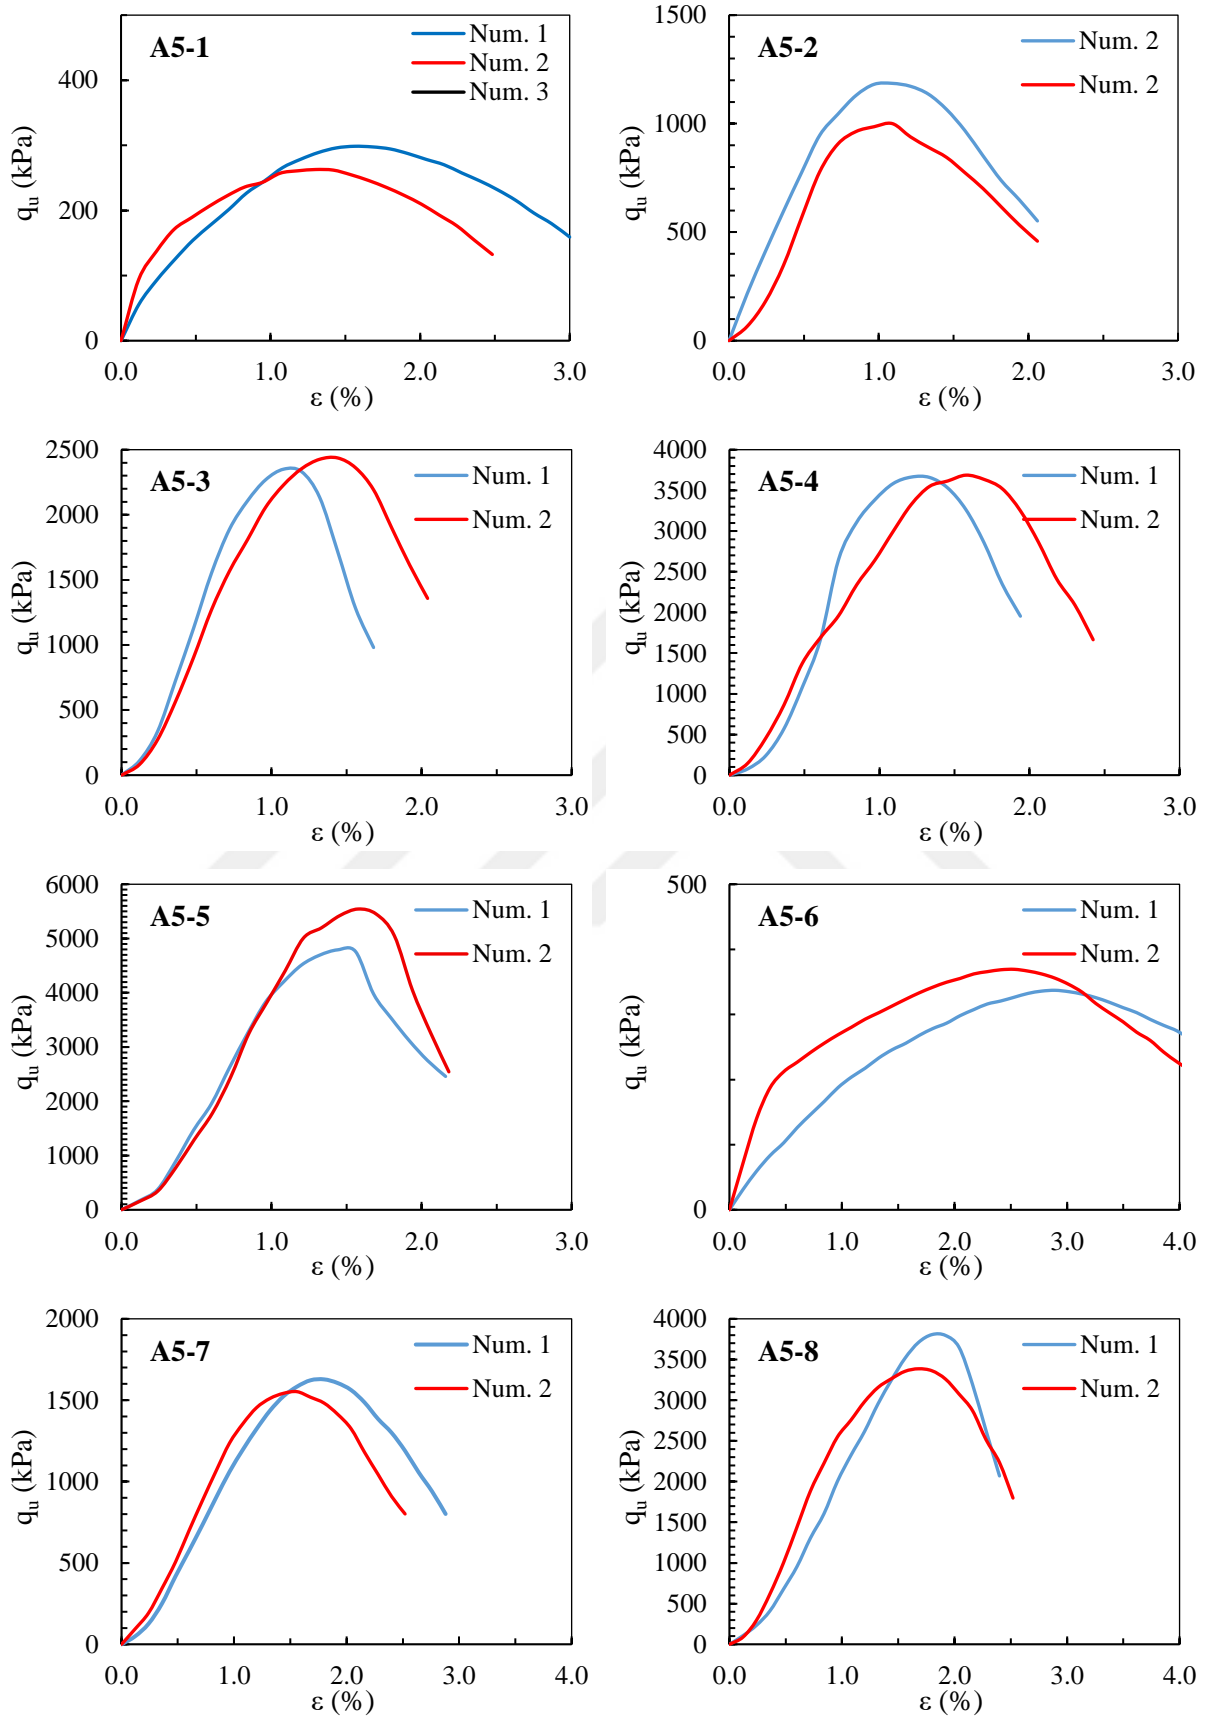 A5-1
Num. 1
Num. 2
Num. 3
400
200
0
q_u (kPa)
0.0 1.0 2.0 3.0
ε (%)
A5-2
Num. 2
Num. 2
1500
1000
500
0
q_u (kPa)
0.0 1.0 2.0 3.0
ε (%)
A5-3
Num. 1
Num. 2
2500
2000
1500
1000
500
0
q_u (kPa)
0.0 1.0 2.0 3.0
ε (%)
A5-4
Num. 1
Num. 2
4000
3500
3000
2500
2000
1500
1000
500
0
q_u (kPa)
0.0 1.0 2.0 3.0
ε (%)
A5-5
Num. 1
Num. 2
6000
5000
4000
3000
2000
1000
0
q_u (kPa)
0.0 1.0 2.0 3.0
ε (%)
A5-6
Num. 1
Num. 2
500
0
q_u (kPa)
0.0 1.0 2.0 3.0 4.0
ε (%)
A5-7
Num. 1
Num. 2
2000
1500
1000
500
0
q_u (kPa)
0.0 1.0 2.0 3.0 4.0
ε (%)
A5-8
Num. 1
Num. 2
4000
3500
3000
2500
2000
1500
1000
500
0
q_u (kPa)
0.0 1.0 2.0 3.0 4.0
ε (%)